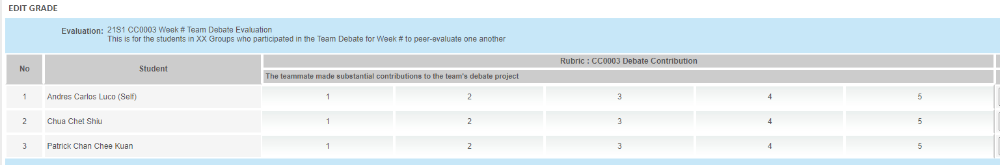 EDIT GRADE
Evaluation: 21S1 CC0003 Week # Team Debate Evaluation
This is for the students in XX Groups who participated in the Team Debate for Week # to peer-evaluate one another
No Student Rubric : CC0003 Debate Contribution
The teammate made substantial contributions to the team's debate project
1 Andres Carlos Luco (Self) 1 2 3 4 5
2 Chua Chet Shiu 1 2 3 4 5
3 Patrick Chan Chee Kuan 1 2 3 4 5